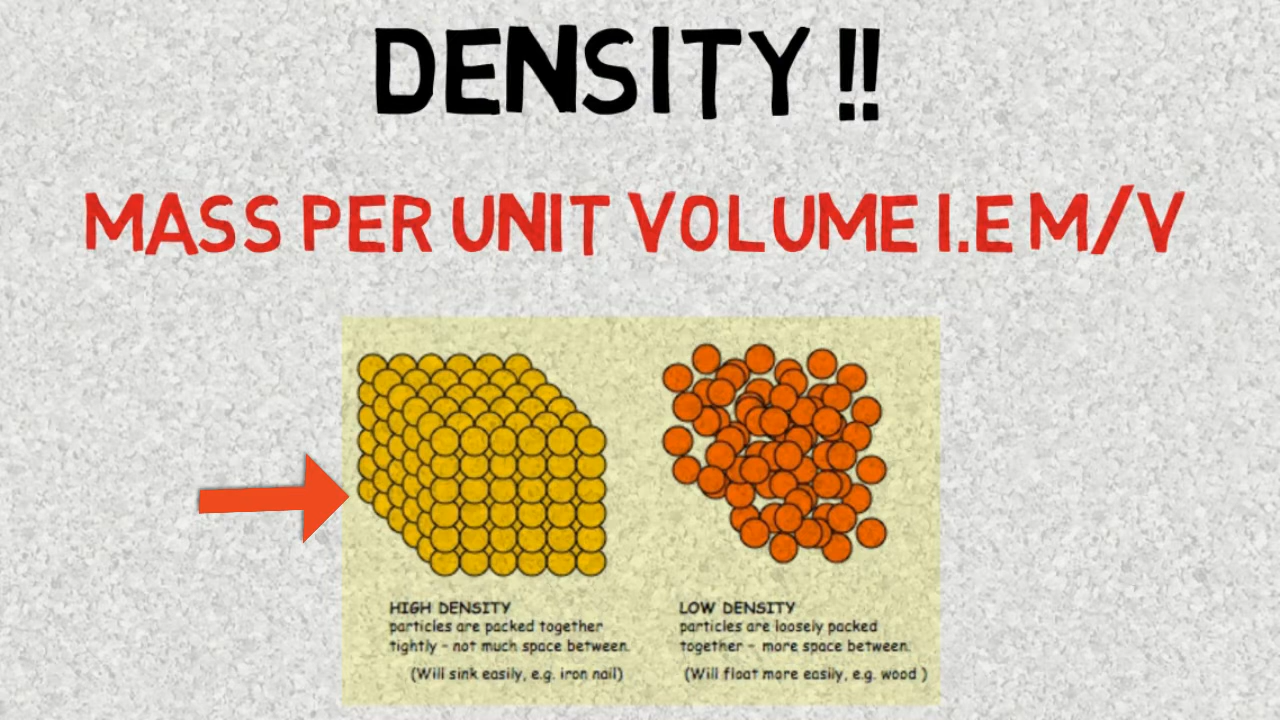 DENSITY !!
MASS PER UNIT VOLUME I.E M/V
HIGH DENSITY
particles are packed together
tightly - not much space between.
(Will sink easily, e.g. iron nail)
LOW DENSITY
particles are loosely packed
together - more space between.
(Will float more easily, e.g. wood )